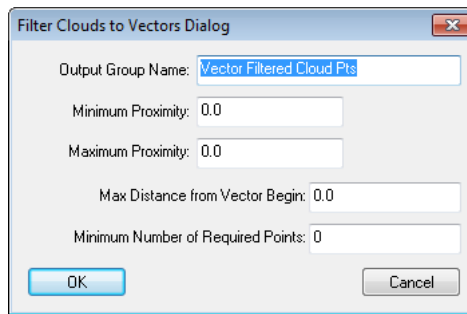 Filter Clouds to Vectors Dialog
Output Group Name: Vector Filtered Cloud Pts
Minimum Proximity: 0.0
Maximum Proximity: 0.0
Max Distance from Vector Begin: 0.0
Minimum Number of Required Points: 0
OK Cancel